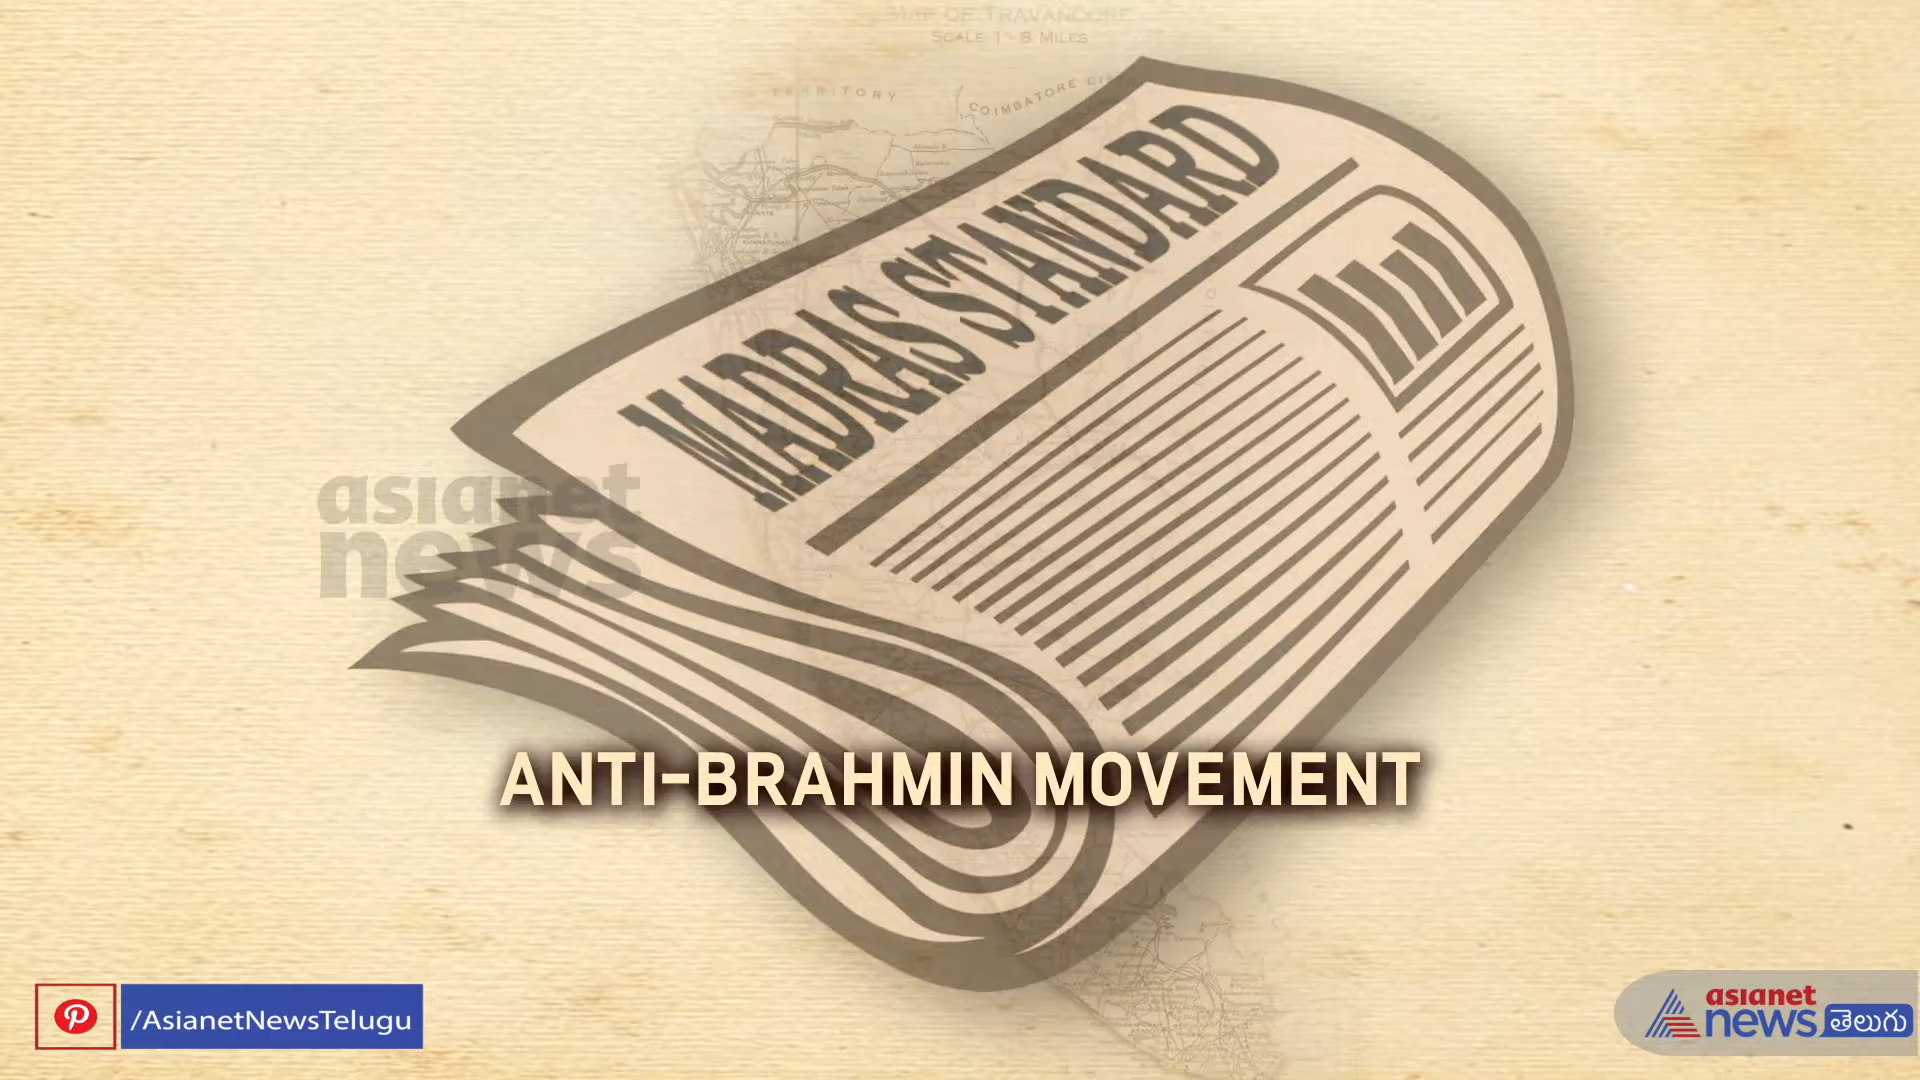 MAP OF TRAVANCORE
SCALE 1 - 8 MILES
TERRITORY
COIMBATORE
MADRAS STANDARD
asianet
news
ANTI-BRAHMIN MOVEMENT
/AsianetNewsTelugu
asianet
news తెలుగు